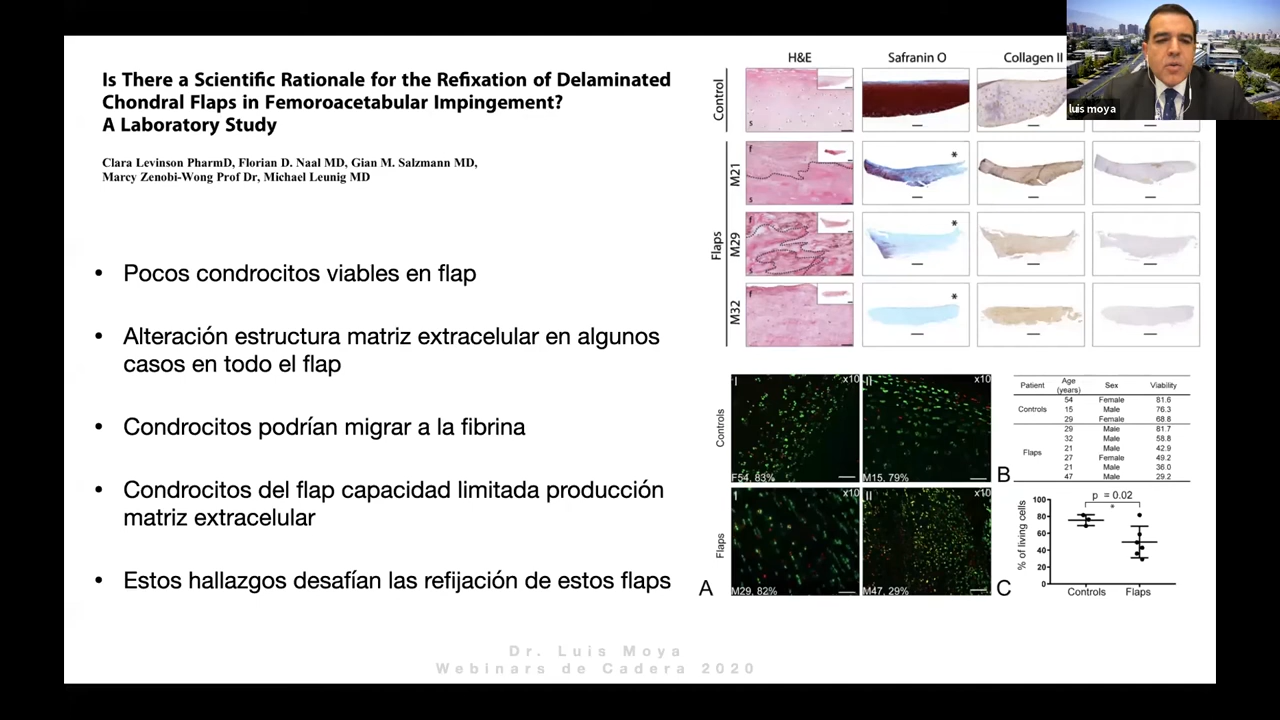 Is There a Scientific Rationale for the Refixation of Delaminated
Chondral Flaps in Femoroacetabular Impingement?
A Laboratory Study
Clara Levinson PharmD, Florian D. Naal MD, Gian M. Salzmann MD,
Marcy Zenobi-Wong Prof Dr, Michael Leunig MD
• Pocos condrocitos viables en flap
• Alteración estructura matriz extracelular en algunos
casos en todo el flap
• Condrocitos podrían migrar a la fibrina
• Condrocitos del flap capacidad limitada producción
matriz extracelular
• Estos hallazgos desafían las refijación de estos flaps
H&E Safranin O Collagen II
Control
s
Flaps
M21
f
s
*
M29
f
s
*
M32
f
*
Controls
I x10
F54, 83%
II x10
M15, 79%
Flaps
I x10
M29, 82%
II x10
M47, 29%
A
B
Patient Age (years) Sex Viability
Controls
54 Female 81.6
15 Male 76.3
29 Female 68.8
Flaps
29 Male 81.7
32 Male 58.8
21 Male 42.9
27 Female 49.2
21 Male 36.0
47 Male 29.2
C
p = 0.02
*
% of living cells
100
80
60
40
20
0
Controls Flaps
luis moya
Dr. Luis Moya
Webinars de Cadera 2020